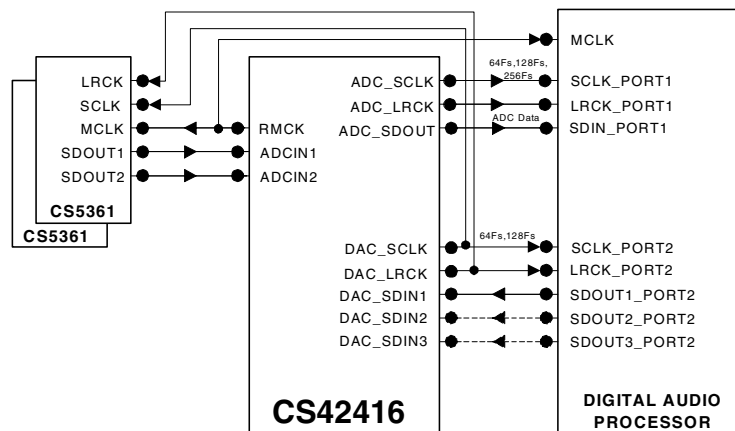 LRCK
SCLK
MCLK
SDOUT1
SDOUT2
CS5361
CS5361
RMCK
ADCIN1
ADCIN2
ADC_SCLK
ADC_LRCK
ADC_SDOUT
DAC_SCLK
DAC_LRCK
DAC_SDIN1
DAC_SDIN2
DAC_SDIN3
CS42416
64Fs,128Fs,
256Fs
ADC Data
64Fs,128Fs
MCLK
SCLK_PORT1
LRCK_PORT1
SDIN_PORT1
SCLK_PORT2
LRCK_PORT2
SDOUT1_PORT2
SDOUT2_PORT2
SDOUT3_PORT2
DIGITAL AUDIO
PROCESSOR